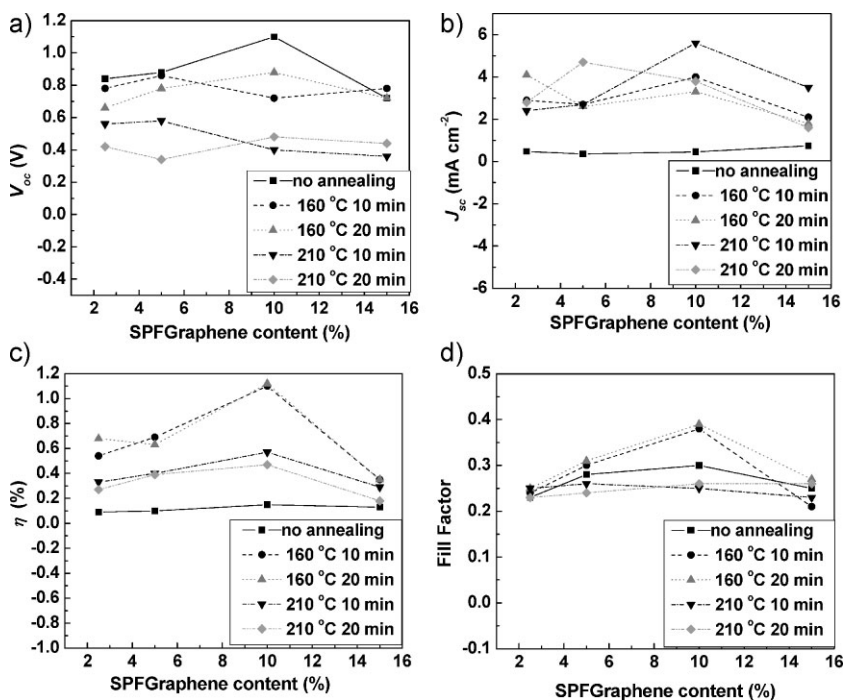 a)
1.2
1.0
0.8
0.6
0.4
0.2
0.0
-0.2
-0.4
V_oc (V)
no annealing
160 °C 10 min
160 °C 20 min
210 °C 10 min
210 °C 20 min
2 4 6 8 10 12 14 16
SPFGraphene content (%)
b)
6
4
2
0
-2
-4
-6
J_sc (mA cm⁻²)
no annealing
160 °C 10 min
160 °C 20 min
210 °C 10 min
210 °C 20 min
2 4 6 8 10 12 14 16
SPFGraphene content (%)
c)
1.2
1.0
0.8
0.6
0.4
0.2
0.0
0.2
0.4
0.6
0.8
-1.0
η (%)
no annealing
160 °C 10 min
160 °C 20 min
210 °C 10 min
210 °C 20 min
2 4 6 8 10 12 14 16
SPFGraphene content (%)
d)
0.5
0.4
0.3
0.2
0.1
0.0
-0.1
Fill Factor
no annealing
160 °C 10 min
160 °C 20 min
210 °C 10 min
210 °C 20 min
2 4 6 8 10 12 14 16
SPFGraphene content (%)